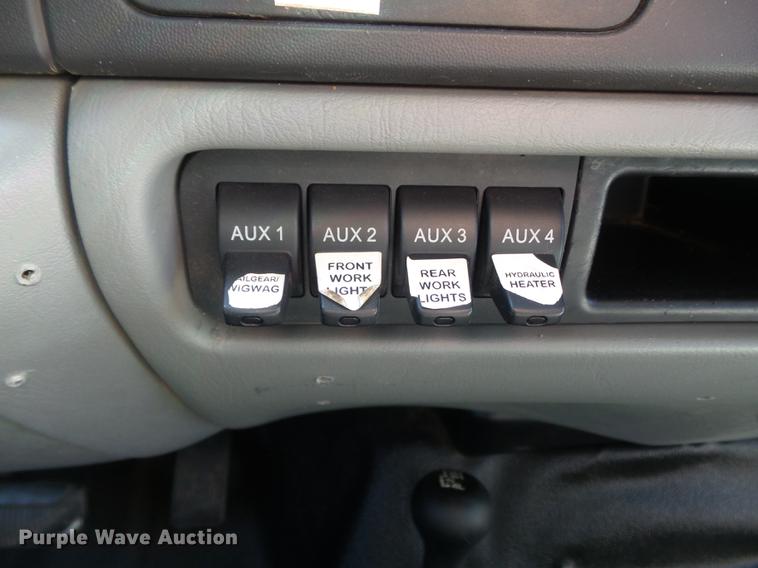 AUX 1
AUX 2
AUX 3
AUX 4
WIGWAG
FRONT
WORK
LIGHTS
REAR
WORK
LIGHTS
HYDRAULIC
HEATER
Purple Wave Auction